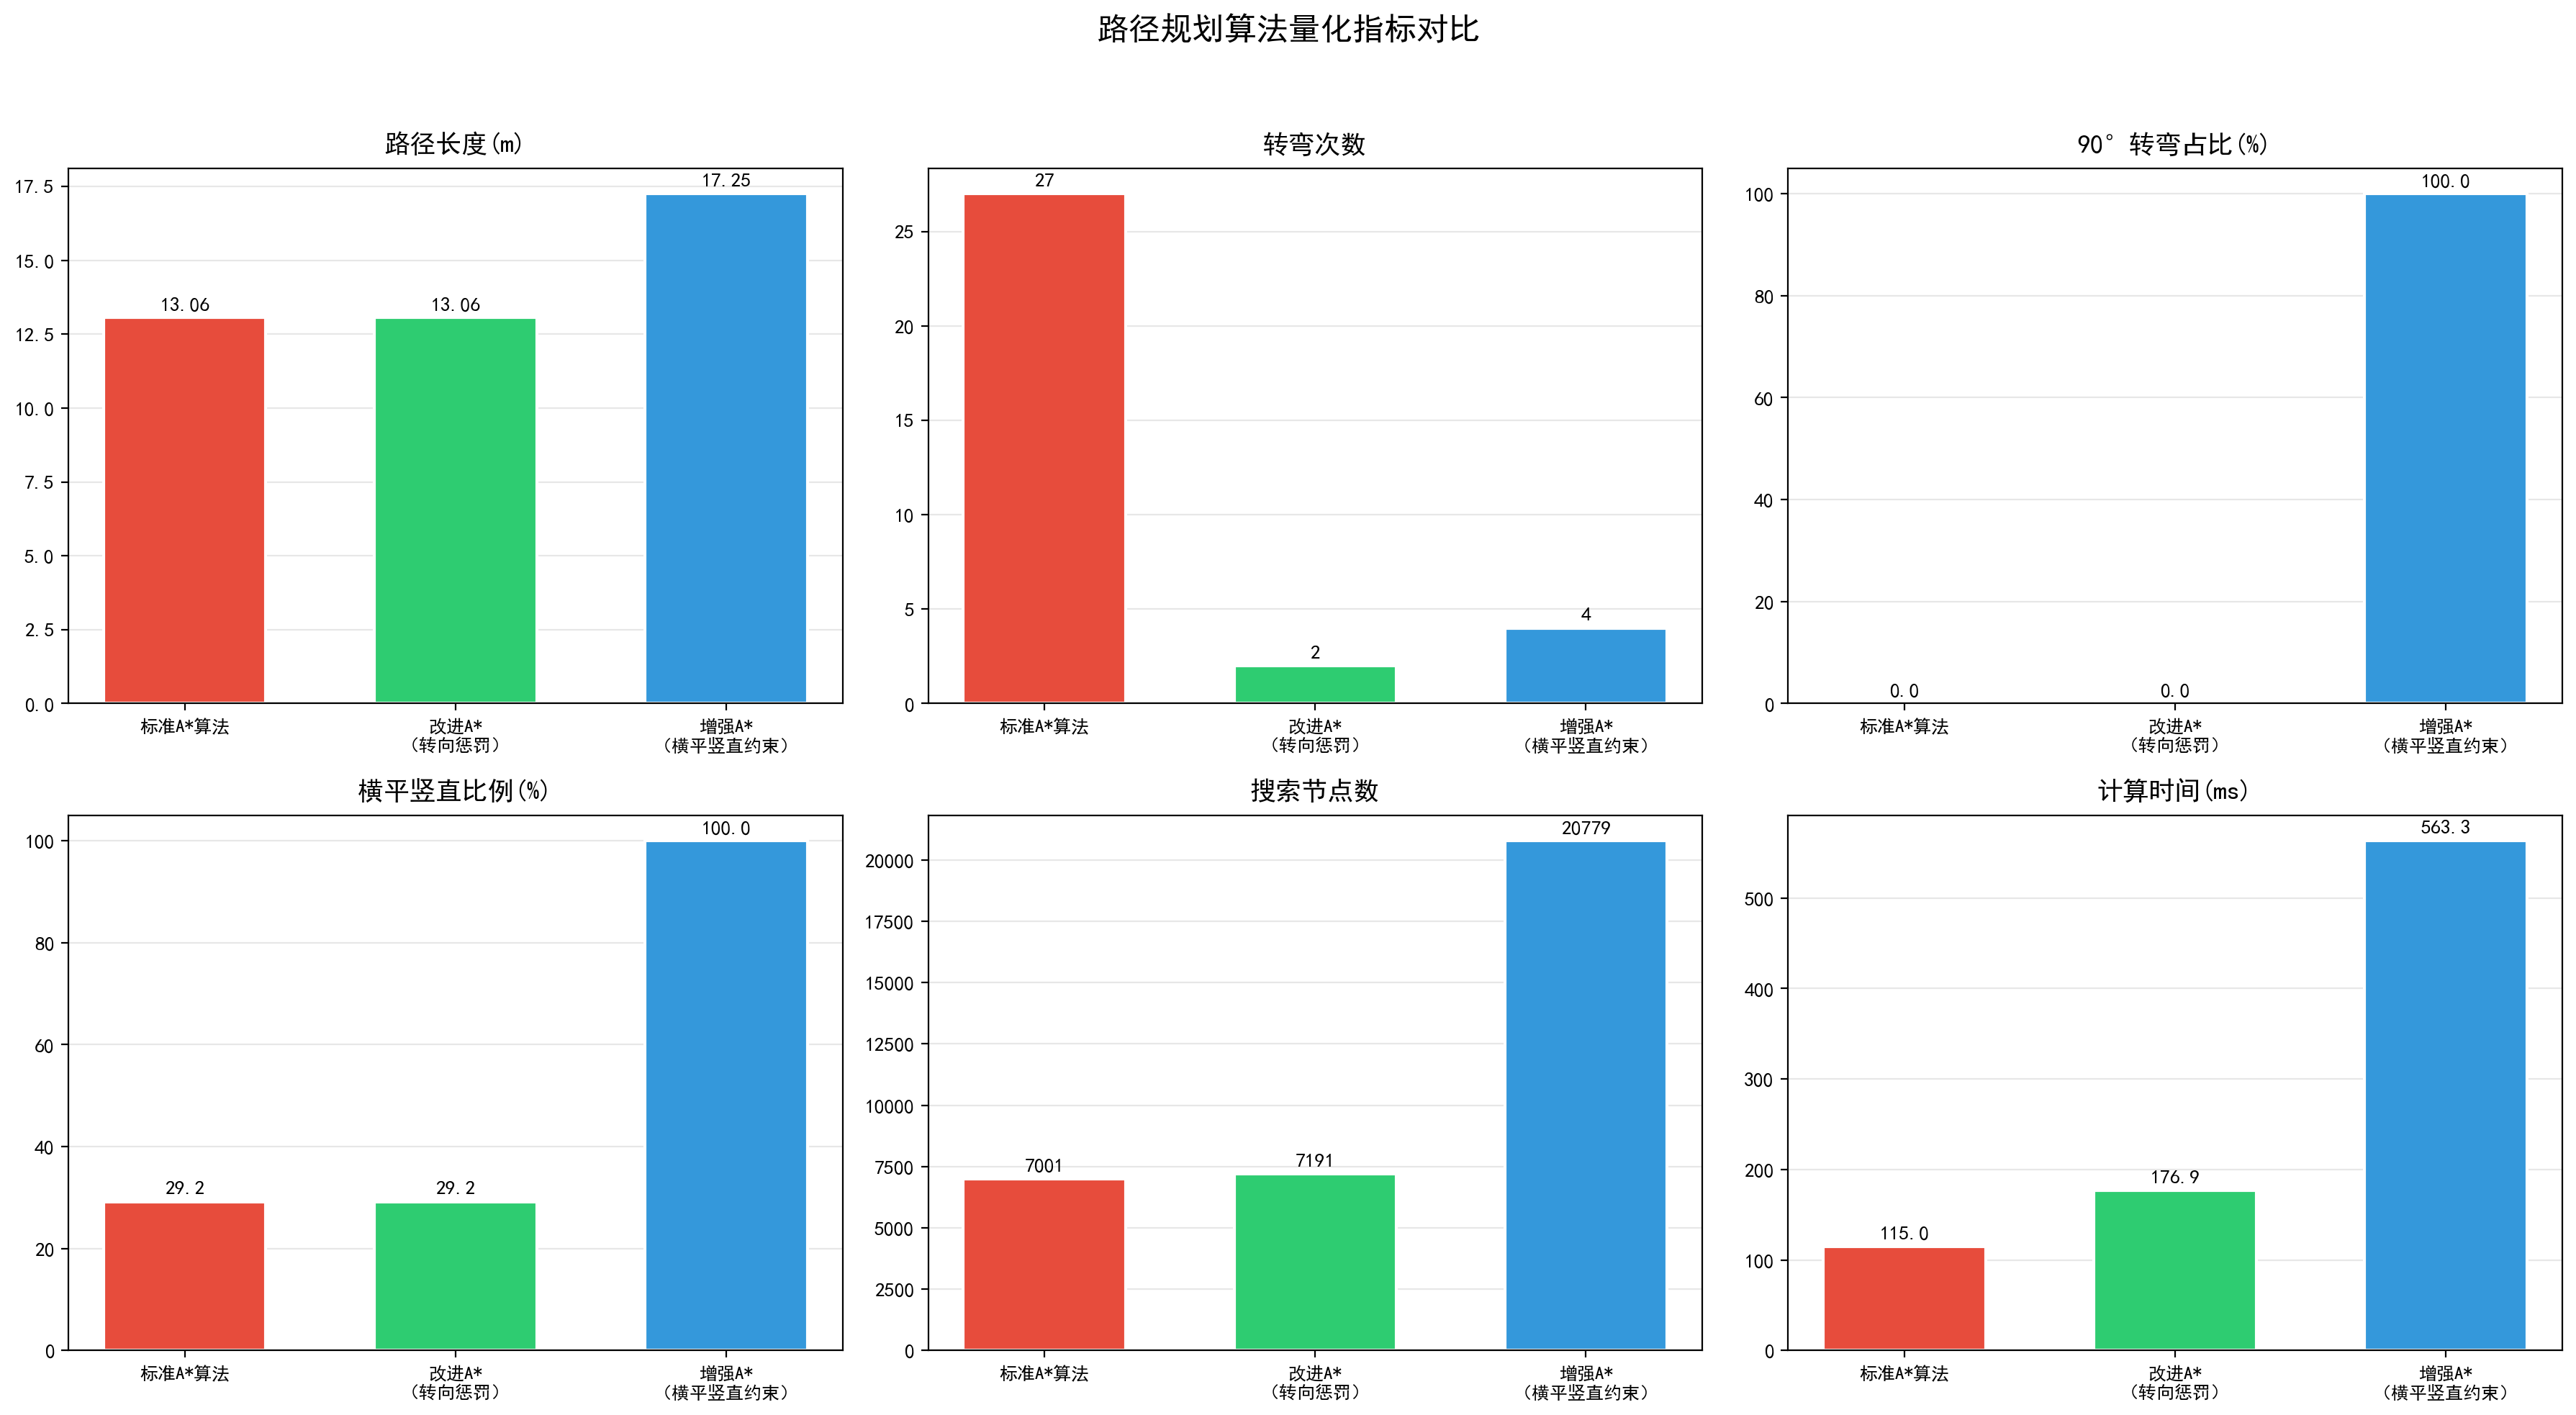 路径规划算法量化指标对比
路径长度(m)
17.5
15.0
12.5
10.0
7.5
5.0
2.5
0.0
13.06
13.06
17.25
标准A*算法
改进A*
(转向惩罚)
增强A*
(横平竖直约束)
转弯次数
25
20
15
10
5
0
27
2
4
标准A*算法
改进A*
(转向惩罚)
增强A*
(横平竖直约束)
90°转弯占比(%)
100
80
60
40
20
0
0.0
0.0
100.0
标准A*算法
改进A*
(转向惩罚)
增强A*
(横平竖直约束)
横平竖直比例(%)
100
80
60
40
20
0
29.2
29.2
100.0
标准A*算法
改进A*
(转向惩罚)
增强A*
(横平竖直约束)
搜索节点数
20000
17500
15000
12500
10000
7500
5000
2500
0
7001
7191
20779
标准A*算法
改进A*
(转向惩罚)
增强A*
(横平竖直约束)
计算时间(ms)
500
400
300
200
100
0
115.0
176.9
563.3
标准A*算法
改进A*
(转向惩罚)
增强A*
(横平竖直约束)